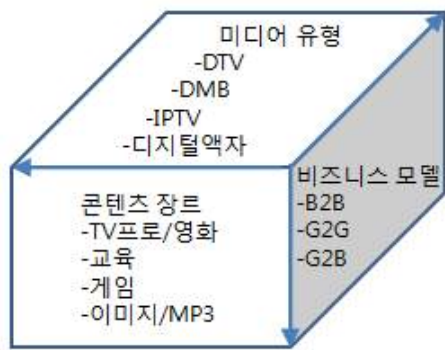 미디어 유형
-DTV
-DMB
-IPTV
-디지털액자
콘텐츠 장르
-TV프로/영화
-교육
-게임
-이미지/MP3
비즈니스 모델
-B2B
-G2G
-G2B